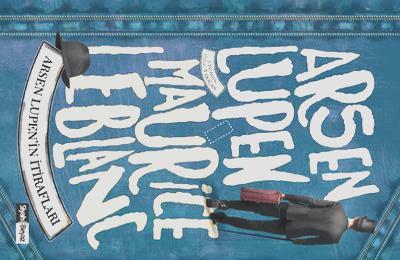 ARSEN
LUPEN
MAURICE
LEBLANC
ARSEN LUPEN'İN İTİRAFLARI
Siyah Beyaz